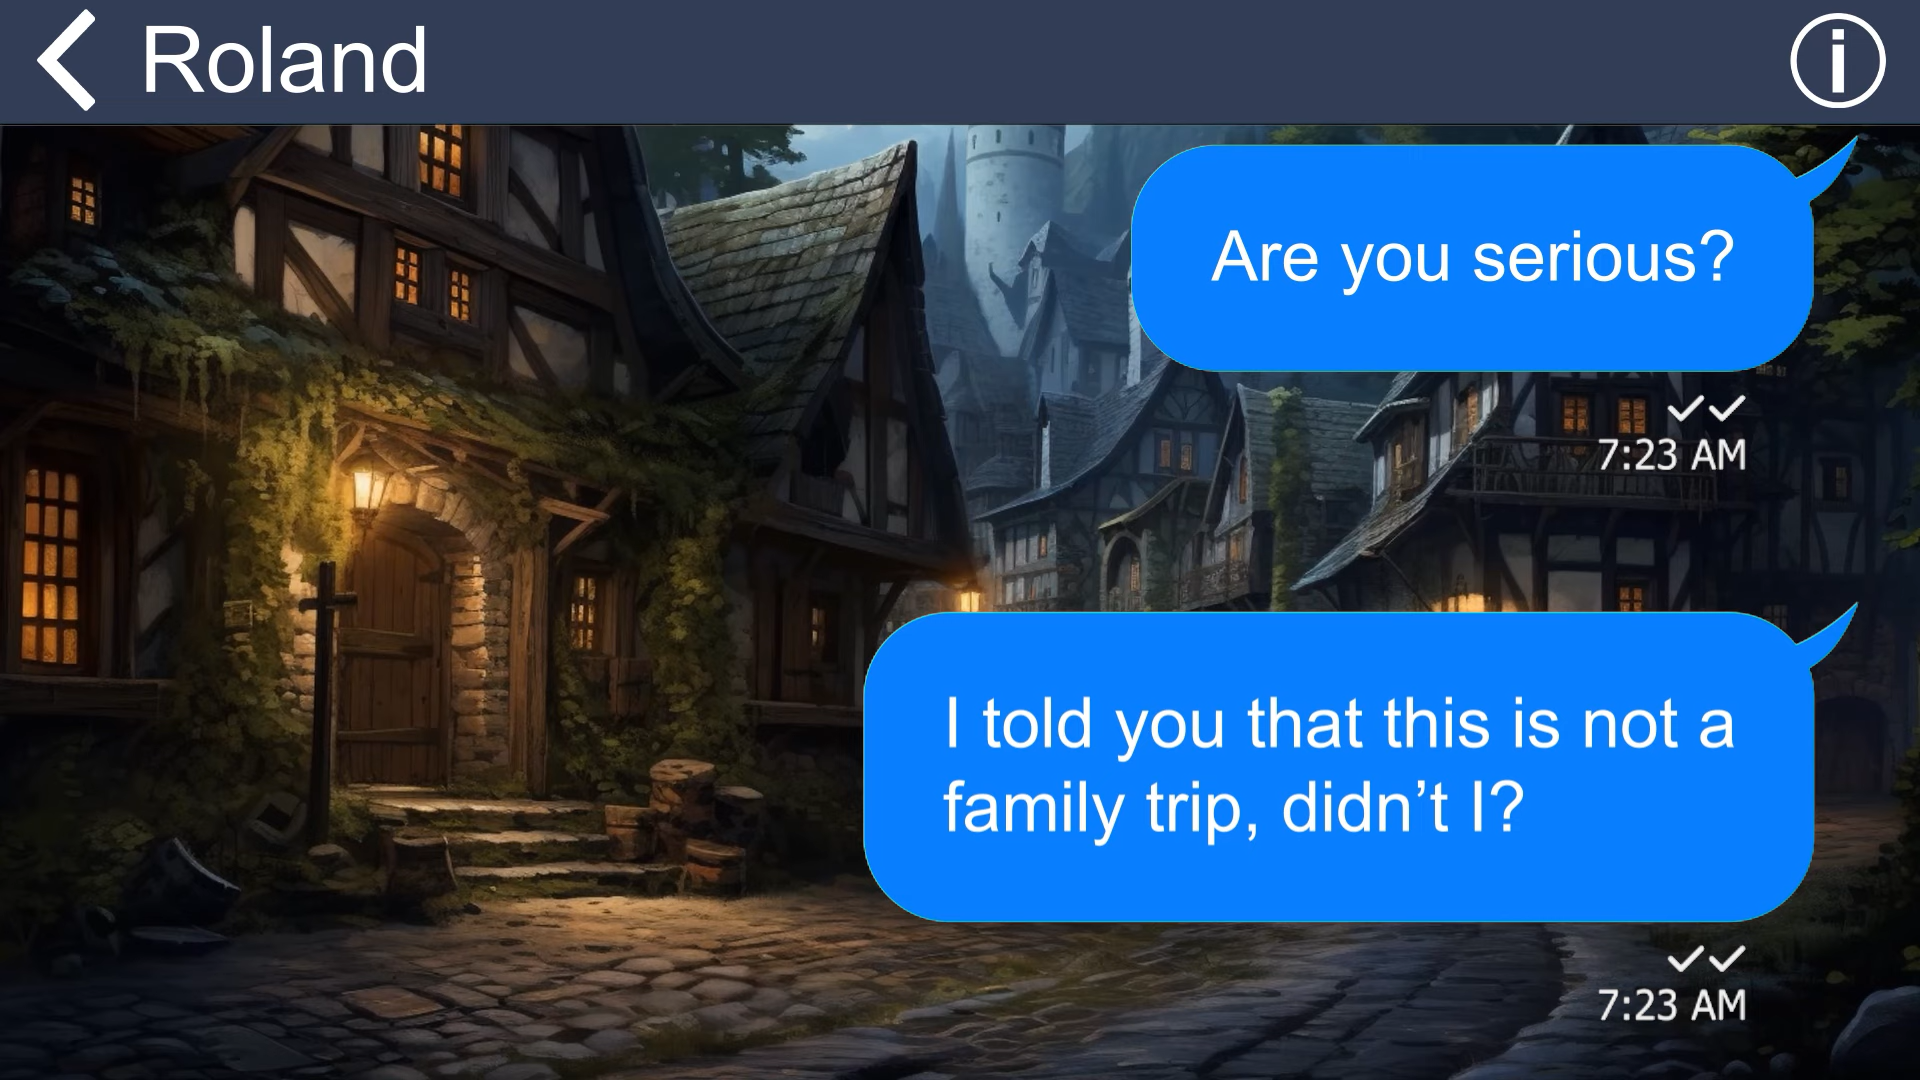 Roland
Are you serious?
7:23 AM
I told you that this is not a
family trip, didn’t I?
7:23 AM